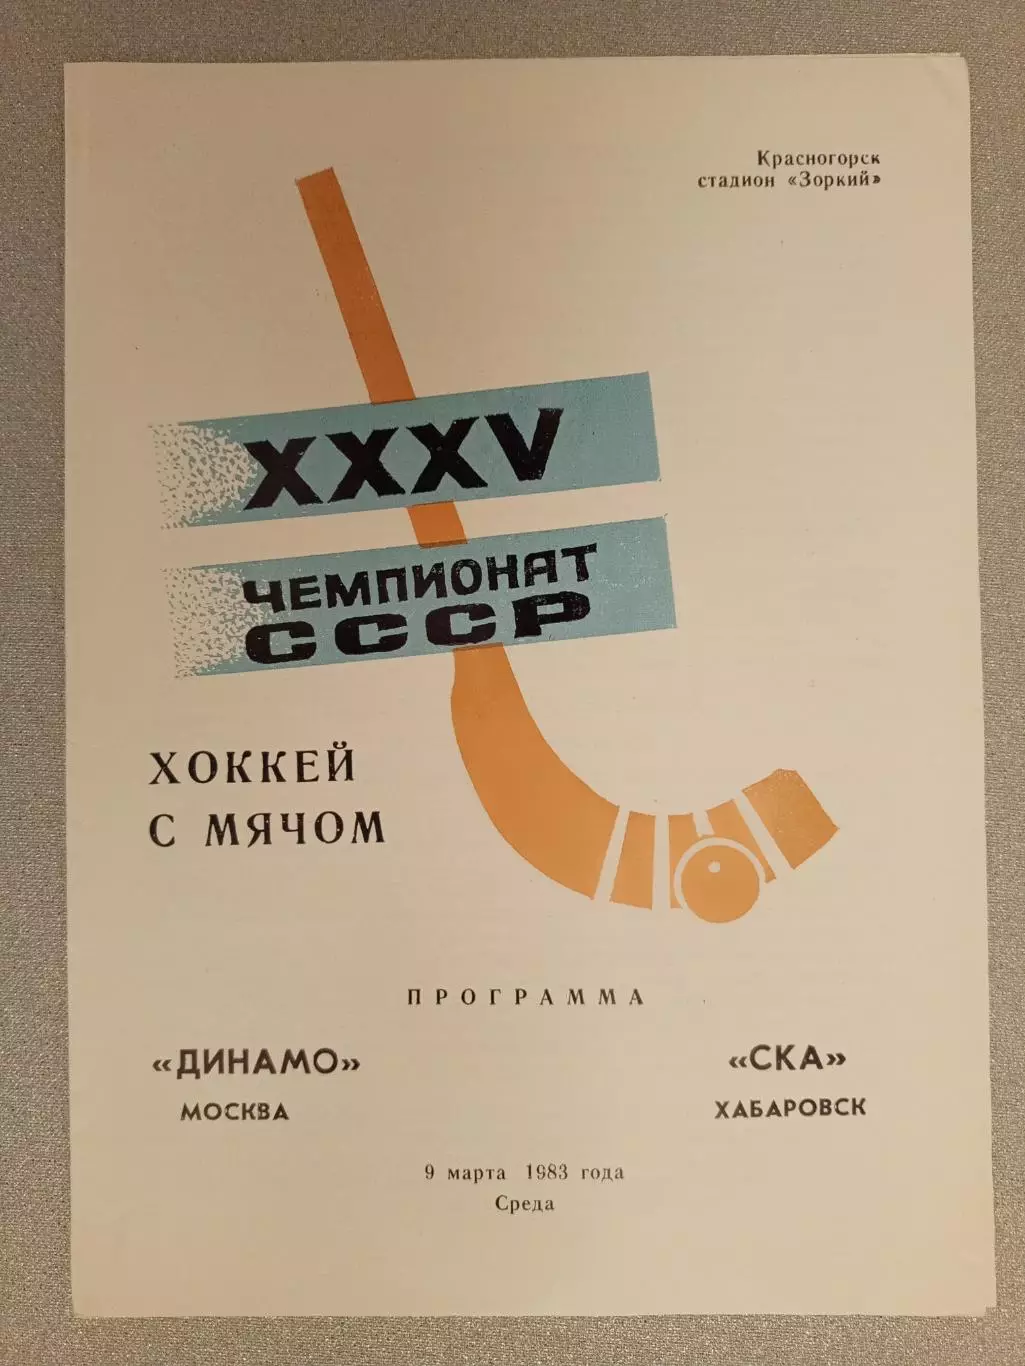 Красногорск
стадион «Зоркий»
XXXV
ЧЕМПИОНАТ
СССР
ХОККЕЙ
С МЯЧОМ
ПРОГРАММА
«ДИНАМО»
МОСКВА
«СКА»
ХАБАРОВСК
9 марта 1983 года
Среда